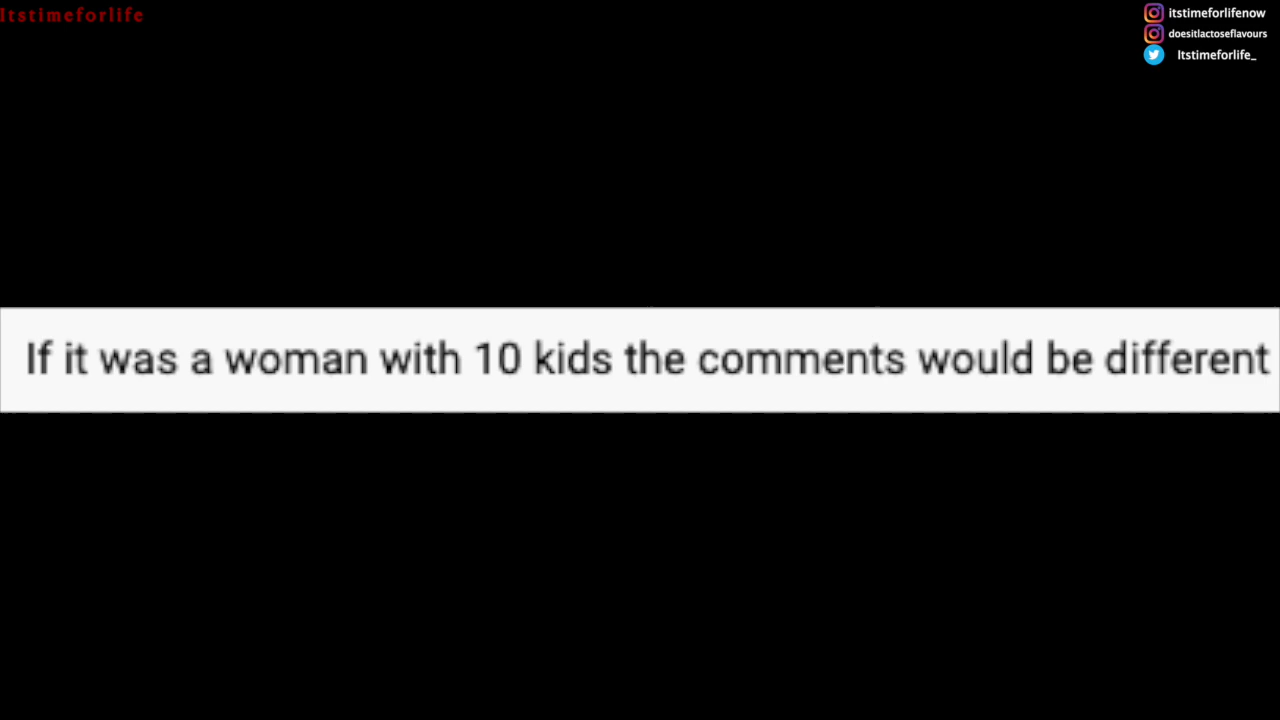 Itstimeforlife
itstimeforlifenow
doesitlactoseflavours
Itstimeforlife_
If it was a woman with 10 kids the comments would be different